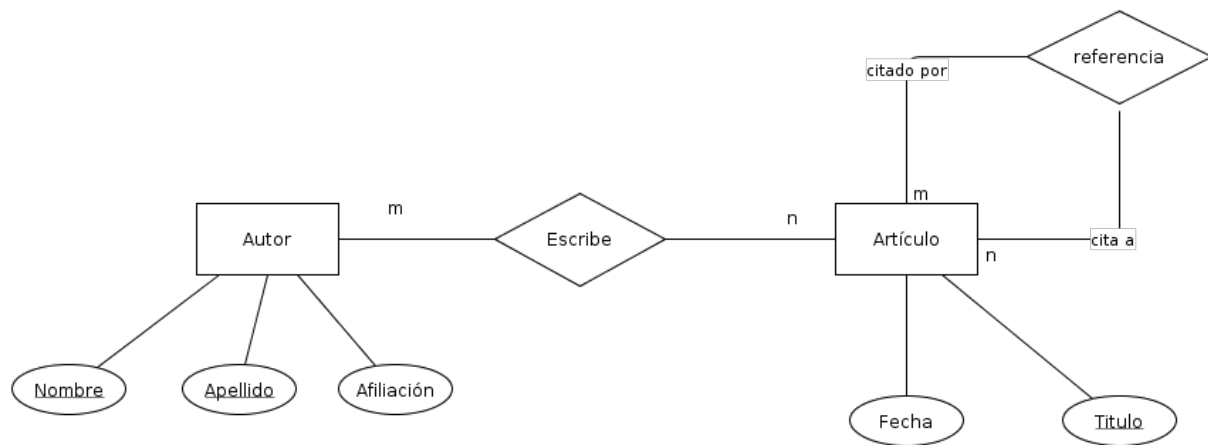 referencia
citado por
m
m
n
Autor
Escribe
Artículo
cita a
n
Nombre
Apellido
Afiliación
Fecha
Titulo